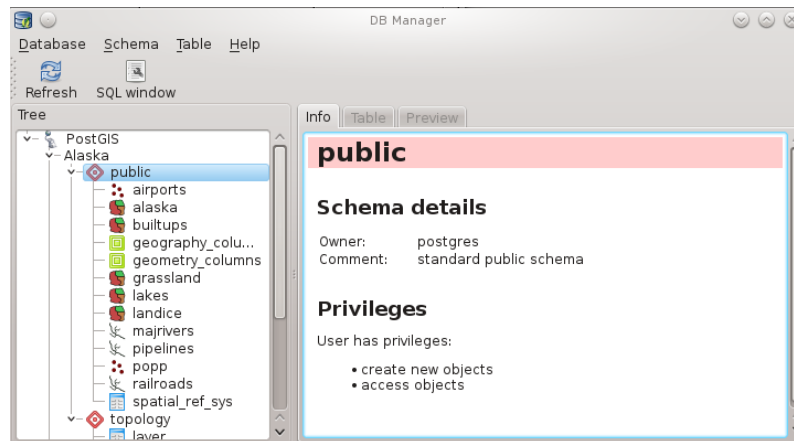 DB Manager
Database Schema Table Help
Refresh SQL window
Tree
PostGIS
Alaska
public
airports
alaska
builtups
geography_colu...
geometry_columns
grassland
lakes
landice
majrivers
pipelines
popp
railroads
spatial_ref_sys
topology
layer
Info Table Preview
public
Schema details
Owner: postgres
Comment: standard public schema
Privileges
User has privileges:
• create new objects
• access objects